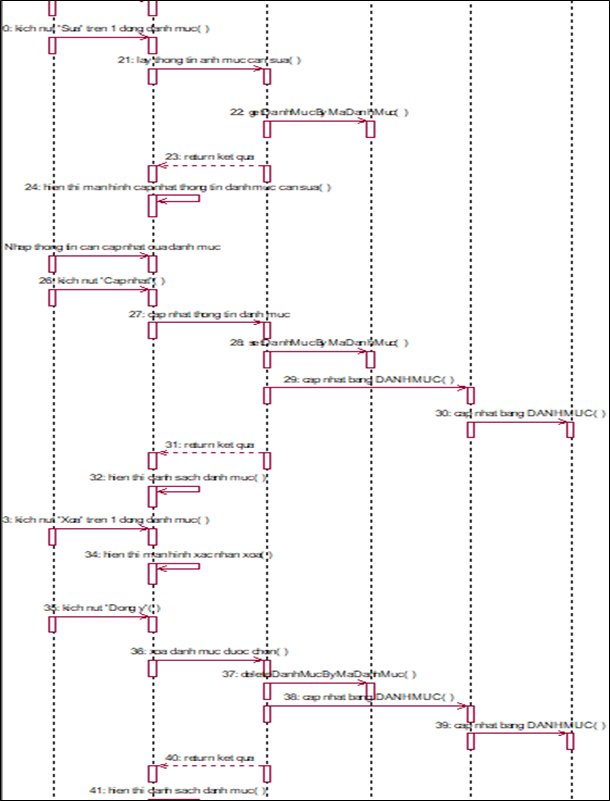 0: kich nut "Sua" tren 1 dong danh muc( )
21: lay thong tin anh muc can sua( )
22: getDanhMucByMaDanhMuc( )
23: return ket qua
24: hien thi man hinh cap nhat thong tin danh muc can sua( )
Nhap thong tin can cap nhat cua danh muc
26: kich nut "Cap nhat"( )
27: cap nhat thong tin danh muc
28: setDanhMucByMaDanhMuc( )
29: cap nhat bang DANHMUC( )
30: cap nhat bang DANHMUC( )
31: return ket qua
32: hien thi danh sach danh muc( )
3: kich nut "Xoa" tren 1 dong danh muc( )
34: hien thi man hinh xac nhan xoa( )
35: kich nut "Dong y"( )
36: xoa danh muc duoc chon( )
37: deleteDanhMucByMaDanhMuc( )
38: cap nhat bang DANHMUC( )
39: cap nhat bang DANHMUC( )
40: return ket qua
41: hien thi danh sach danh muc( )